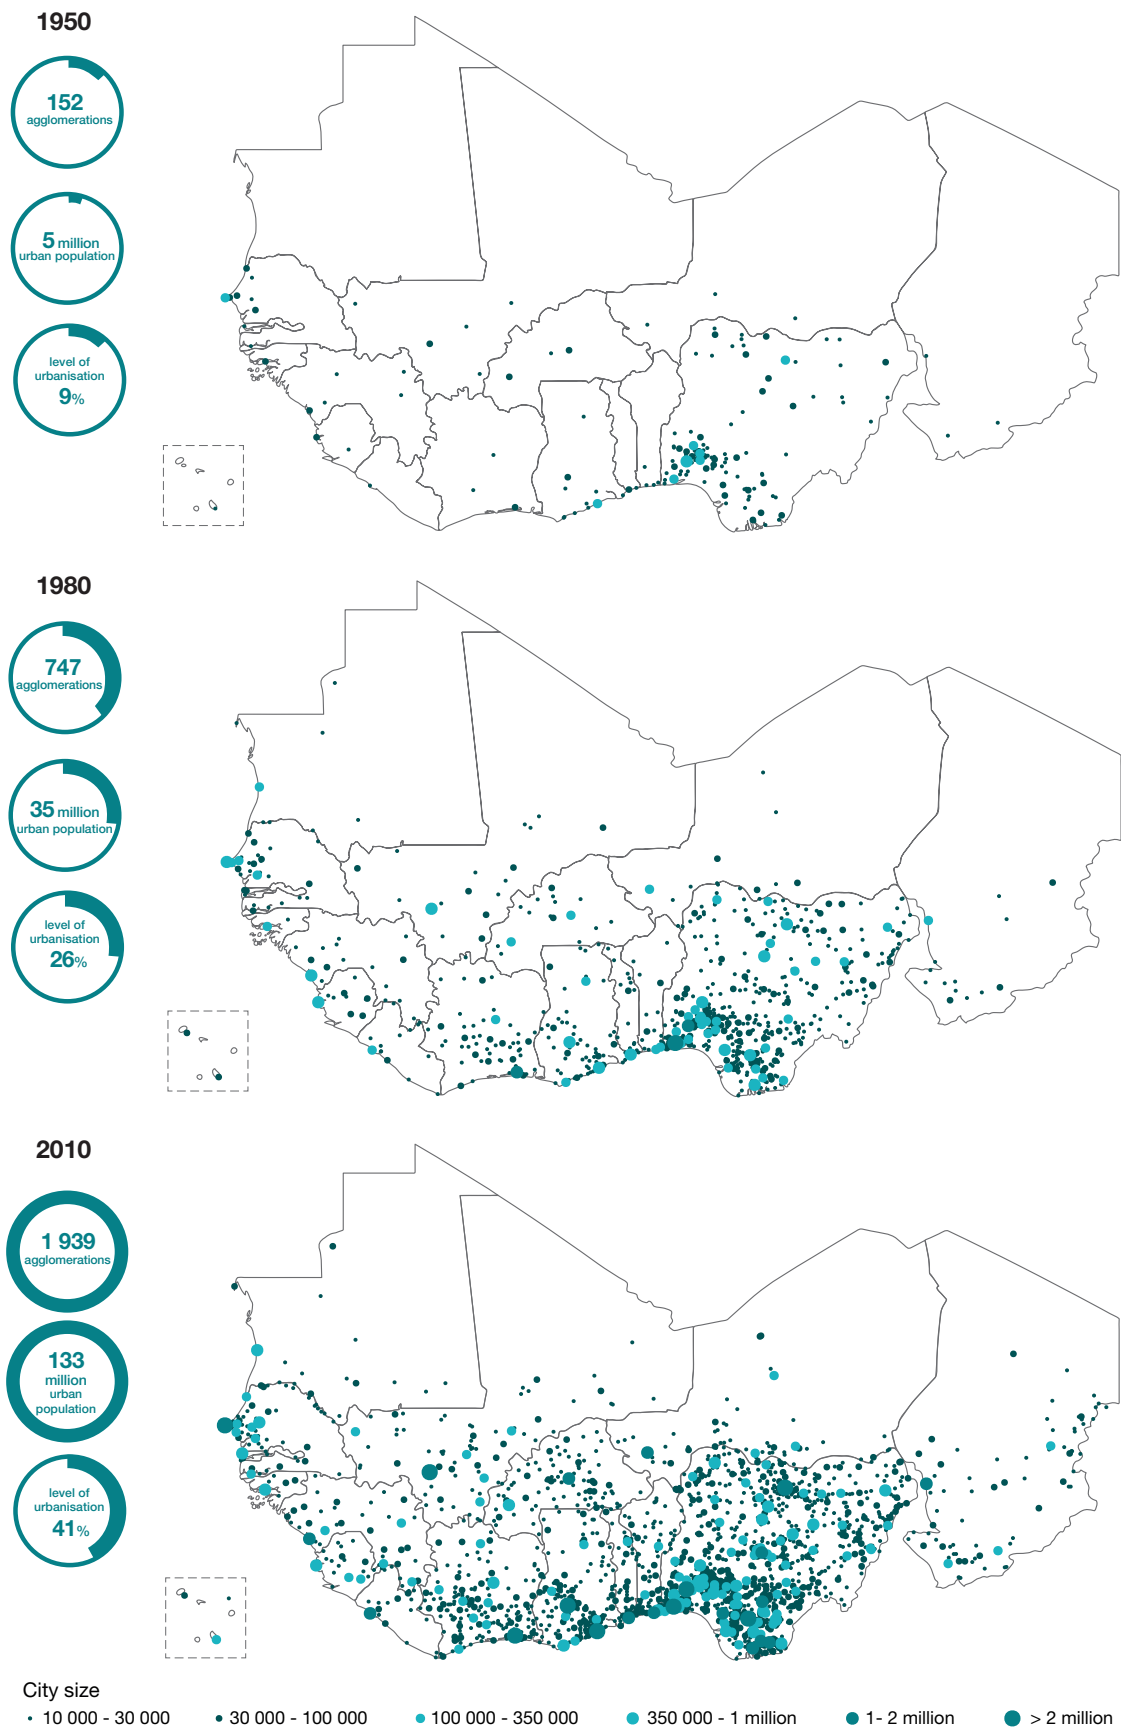 1950
152
agglomerations
5 million
urban population
level of
urbanisation
9%
1980
747
agglomerations
35 million
urban population
level of
urbanisation
26%
2010
1 939
agglomerations
133
million
urban
population
level of
urbanisation
41%
City size
10 000 - 30 000
30 000 - 100 000
100 000 - 350 000
350 000 - 1 million
1- 2 million
> 2 million